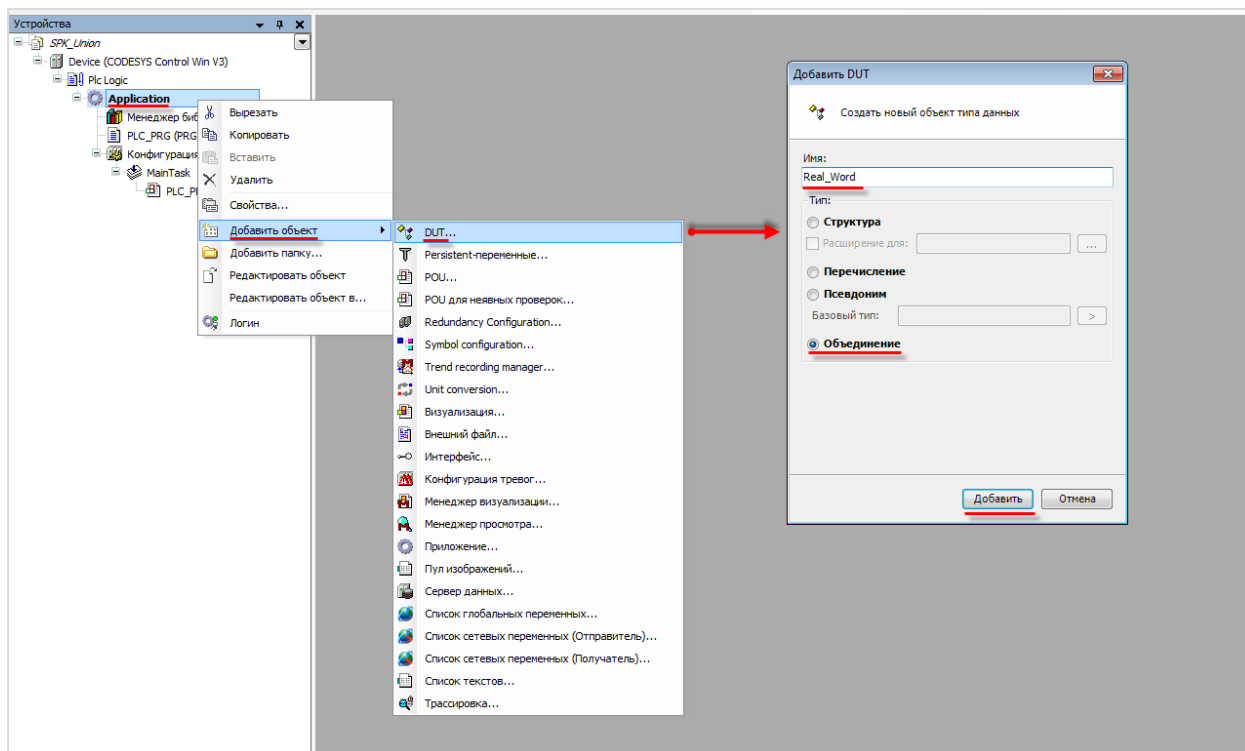 Устройства
SPK_Union
Device (CODESYS Control Win V3)
Plc Logic
Application
Менеджер биб
PLC_PRG (PRG
Конфигурация
MainTask
PLC_P
Вырезать
Копировать
Вставить
Удалить
Свойства...
Добавить объект
Добавить папку...
Редактировать объект
Редактировать объект в...
Логин
DUT...
Persistent-переменные...
POU...
POU для неявных проверок...
Redundancy Configuration...
Symbol configuration...
Trend recording manager...
Unit conversion...
Визуализация...
Внешний файл...
Интерфейс...
Конфигурация тревог...
Менеджер визуализации...
Менеджер просмотра...
Приложение...
Пул изображений...
Сервер данных...
Список глобальных переменных...
Список сетевых переменных (Отправитель)...
Список сетевых переменных (Получатель)...
Список текстов...
Трассировка...
Добавить DUT
Создать новый объект типа данных
Имя:
Real_Word
Тип:
Структура
Расширение для:
...
Перечисление
Псевдоним
Базовый тип:
>
Объединение
Добавить
Отмена